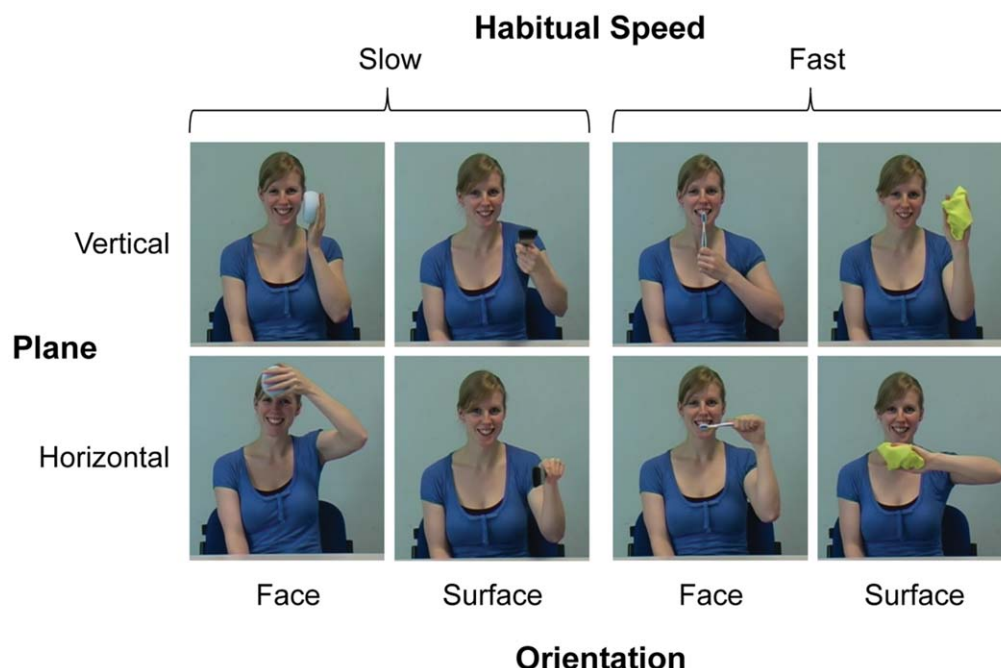 Habitual Speed
Slow
Fast
Vertical
Plane
Horizontal
Face
Surface
Face
Surface
Orientation